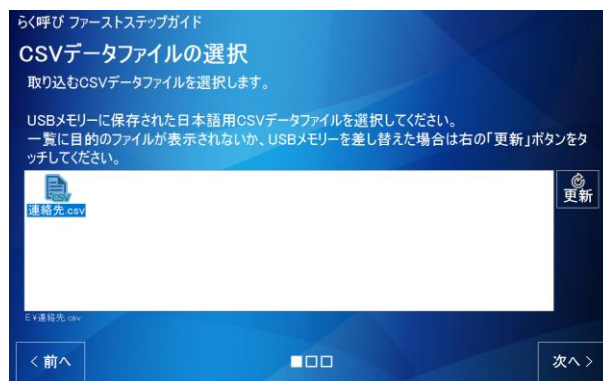 らく呼び ファーストステップガイド
CSVデータファイルの選択
取り込むCSVデータファイルを選択します。
USBメモリーに保存された日本語用CSVデータファイルを選択してください。
一覧に目的のファイルが表示されないか、USBメモリーを差し替えた場合は右の「更新」ボタンをタ
ッチしてください。
CSV
連絡先.csv
更新
E:¥連絡先.csv
< 前へ
次へ >